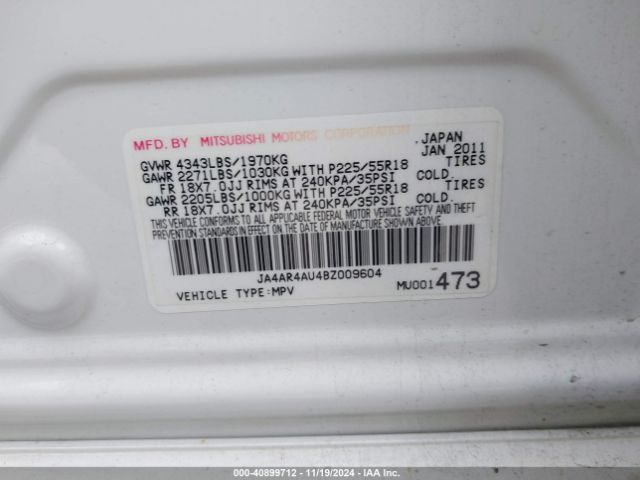 MFD. BY MITSUBISHI MOTORS CORPORATION JAPAN
GVWR 4343LBS/1970KG JAN 2011
GAWR 2271LBS/1030KG WITH P225/55R18 TIRES
FR 18X7.0JJ RIMS AT 240KPA/35PSI COLD.
GAWR 2205LBS/1000KG WITH P225/55R18 TIRES
RR 18X7.0JJ RIMS AT 240KPA/35PSI COLD.
THIS VEHICLE CONFORMS TO ALL APPLICABLE FEDERAL MOTOR VEHICLE SAFETY AND THEFT
PREVENTION STANDARDS IN EFFECT ON THE DATE OF MANUFACTURE SHOWN ABOVE.
JA4AR4AU4BZ009604
VEHICLE TYPE:MPV MU001473
STOCK #: 40899712 | 11/19/2024 | IAA Inc.